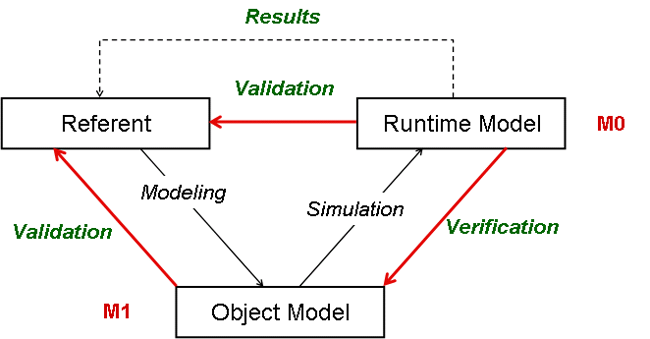 Results
Validation
Referent
Runtime Model
M0
Modeling
Simulation
Validation
Verification
M1
Object Model